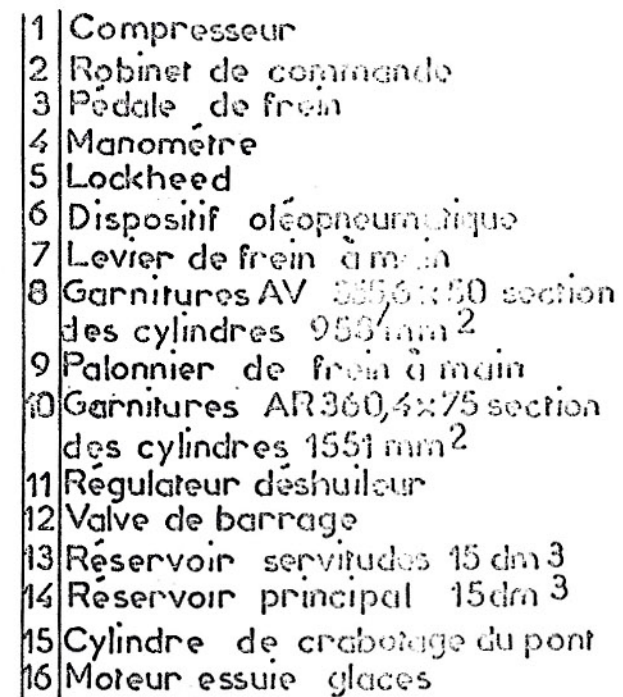 1 Compresseur
2 Robinet de commande
3 Pédale de frein
4 Manométre
5 Lockheed
6 Dispositif oléopneumatique
7 Levier de frein à main
8 Garnitures AV x 50 section
des cylindres mm2
9 Palonnier de frein à main
10 Garnitures AR 360,4x75 section
des cylindres 1551 mm2
11 Régulateur déshuileur
12 Valve de barrage
13 Réservoir servitudes 15 dm3
14 Réservoir principal 15dm3
15 Cylindre de crabotage du pont
16 Moteur essuie glaces